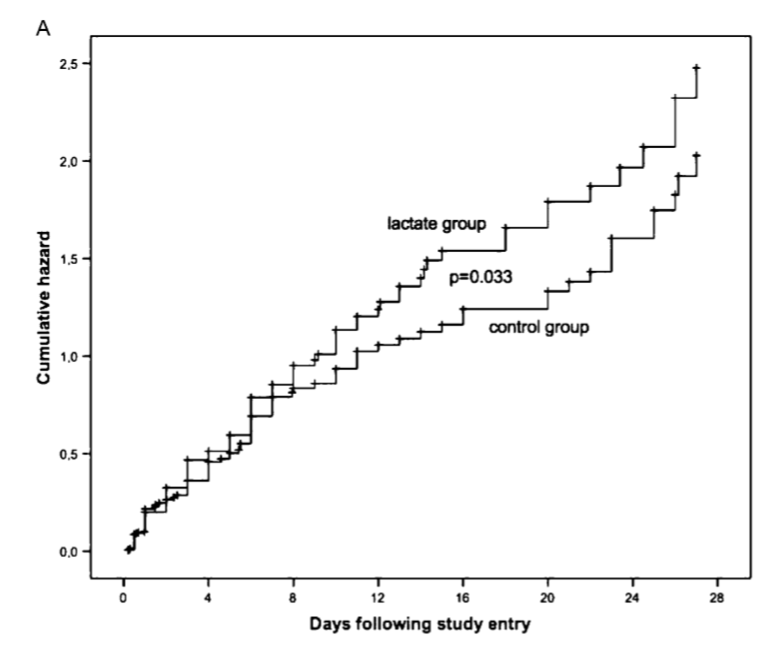 A
2,5
2,0
1,5
1,0
0,5
0,0
Cumulative hazard
lactate group
p=0.033
control group
0 4 8 12 16 20 24 28
Days following study entry